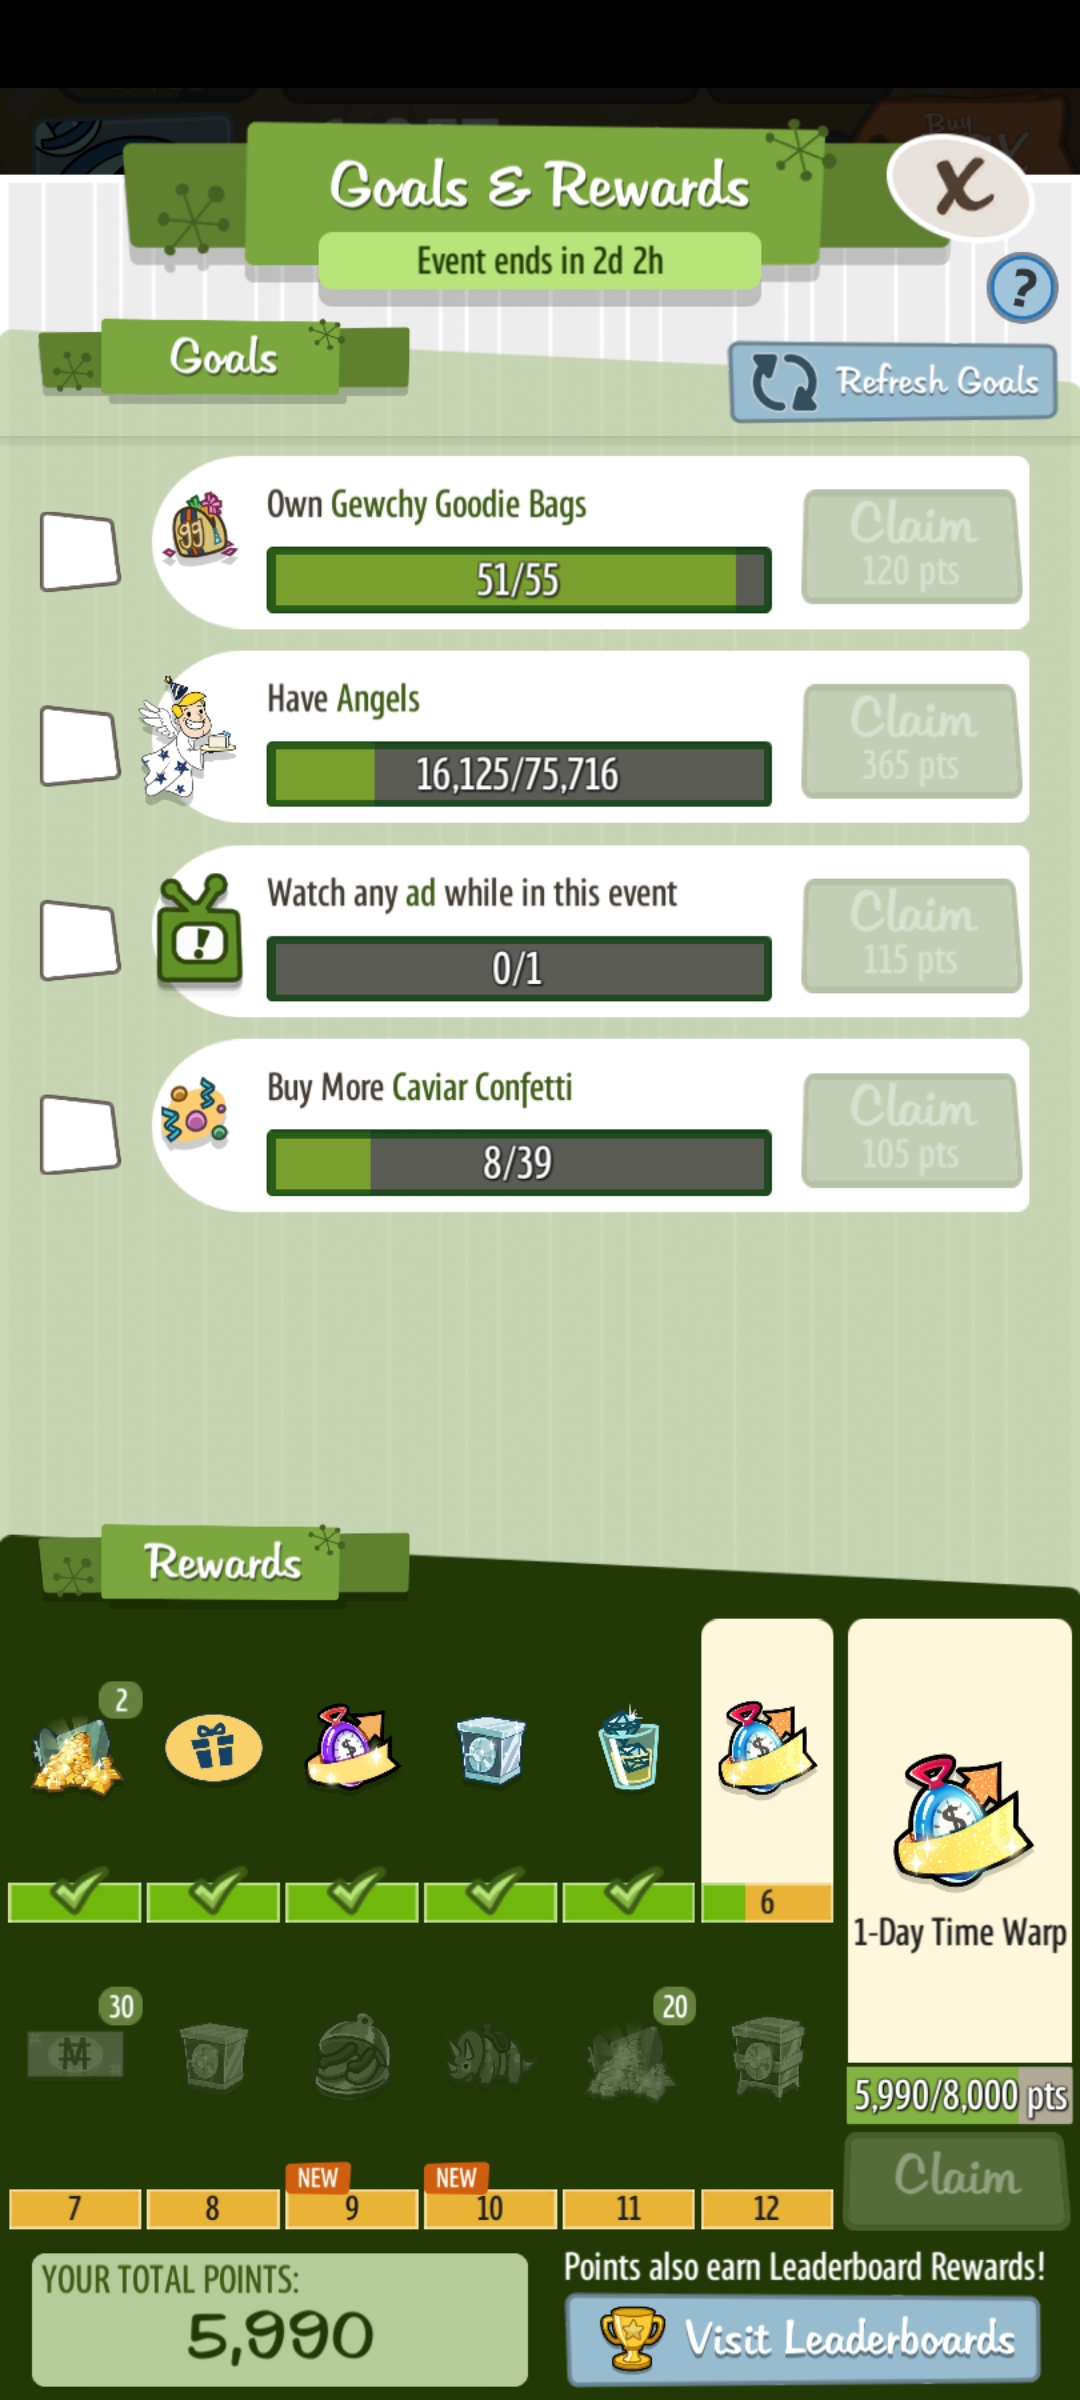 Buy
Goals & Rewards
X
Event ends in 2d 2h
?
Goals
Refresh Goals
Own Gewchy Goodie Bags
gg
51/55
Claim
120 pts
Have Angels
16,125/75,716
Claim
365 pts
Watch any ad while in this event
!
0/1
Claim
115 pts
Buy More Caviar Confetti
8/39
Claim
105 pts
Rewards
2
$
$
6
$
1-Day Time Warp
30
20
5,990/8,000 pts
NEW
NEW
7
8
9
10
11
12
Claim
YOUR TOTAL POINTS:
5,990
Points also earn Leaderboard Rewards!
Visit Leaderboards